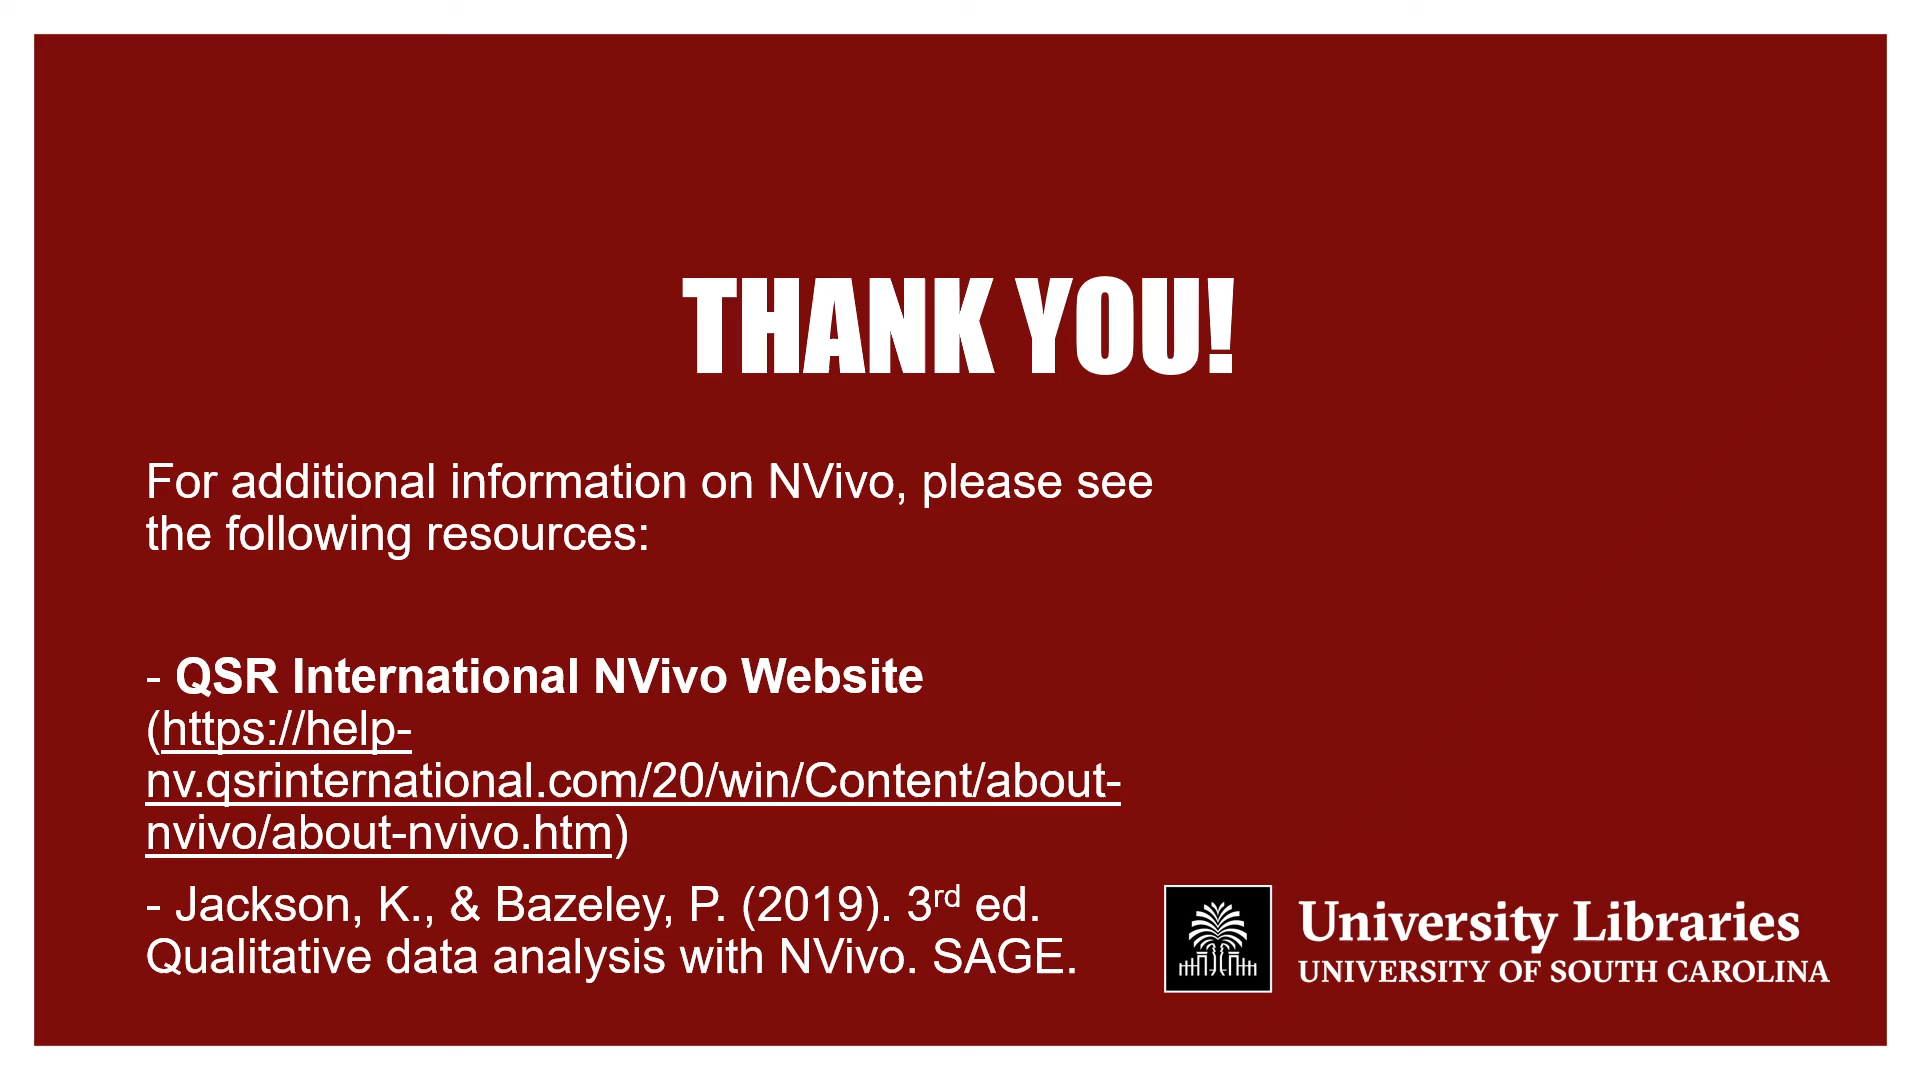 THANK YOU!
For additional information on NVivo, please see
the following resources:
- QSR International NVivo Website
(https://help-
nv.qsrinternational.com/20/win/Content/about-
nvivo/about-nvivo.htm)
- Jackson, K., & Bazeley, P. (2019). 3rd ed.
Qualitative data analysis with NVivo. SAGE.
University Libraries
UNIVERSITY OF SOUTH CAROLINA